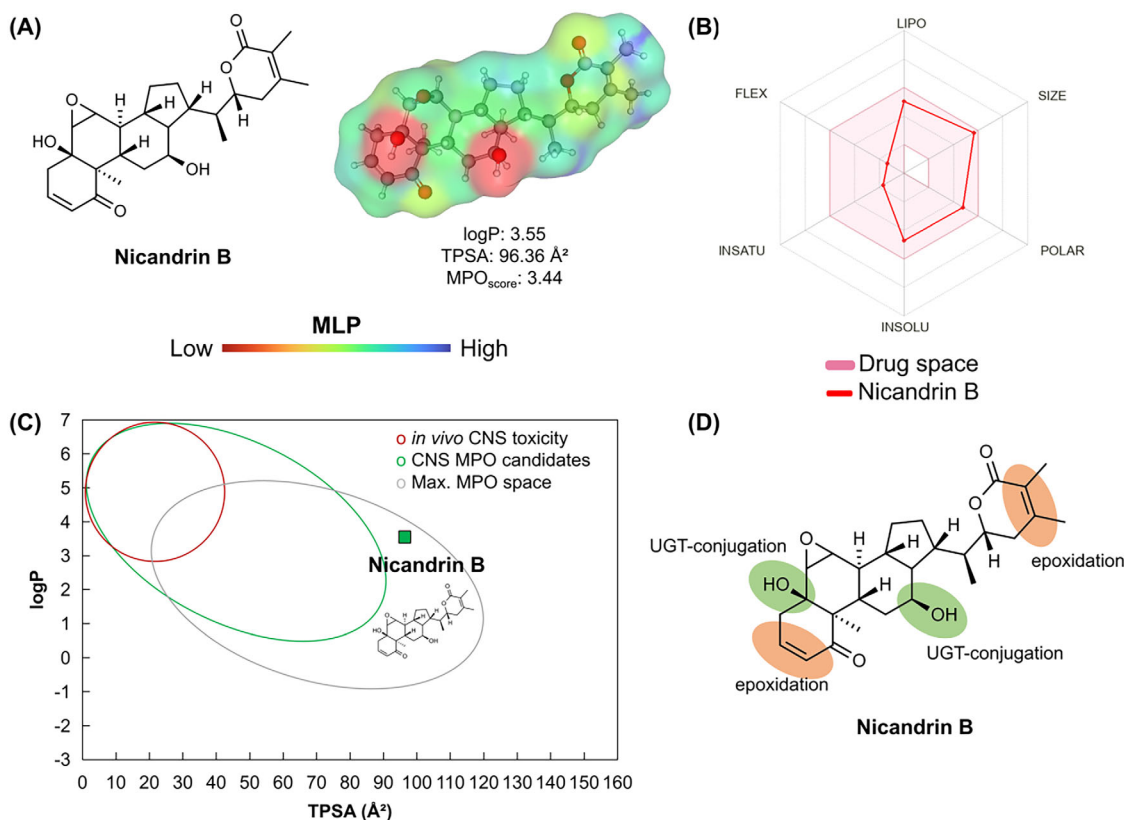 (A)
O
O
H
O
H
H
HO
H
OH
O
Nicandrin B
logP: 3.55
TPSA: 96.36 Å²
MPOscore: 3.44
MLP
Low
High
(B)
LIPO
FLEX
SIZE
INSATU
POLAR
INSOLU
Drug space
Nicandrin B
(C)
7
6
5
4
3
2
1
0
-1
-2
-3
logP
o in vivo CNS toxicity
o CNS MPO candidates
o Max. MPO space
Nicandrin B
0 10 20 30 40 50 60 70 80 90 100 110 120 130 140 150 160
TPSA (Å²)
(D)
O
O
H
epoxidation
UGT-conjugation
O
H
H
HO
H
OH
UGT-conjugation
O
epoxidation
Nicandrin B